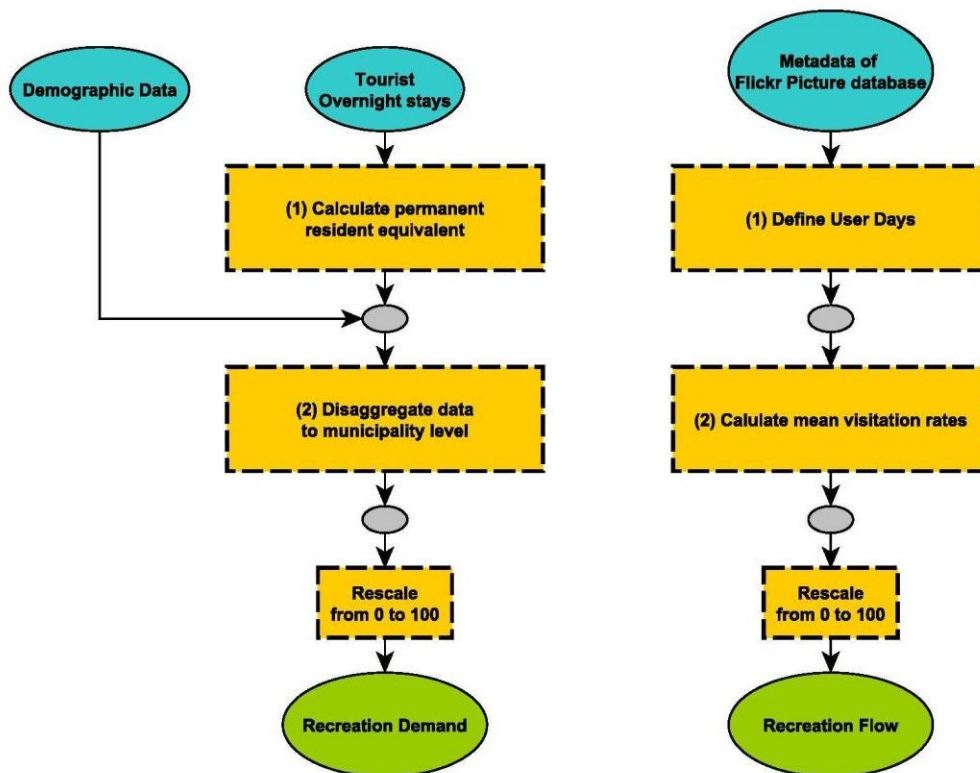 Demographic Data
Tourist
Overnight stays
(1) Calculate permanent
resident equivalent
(2) Disaggregate data
to municipality level
Rescale
from 0 to 100
Recreation Demand
Metadata of
Flickr Picture database
(1) Define User Days
(2) Calulate mean visitation rates
Rescale
from 0 to 100
Recreation Flow